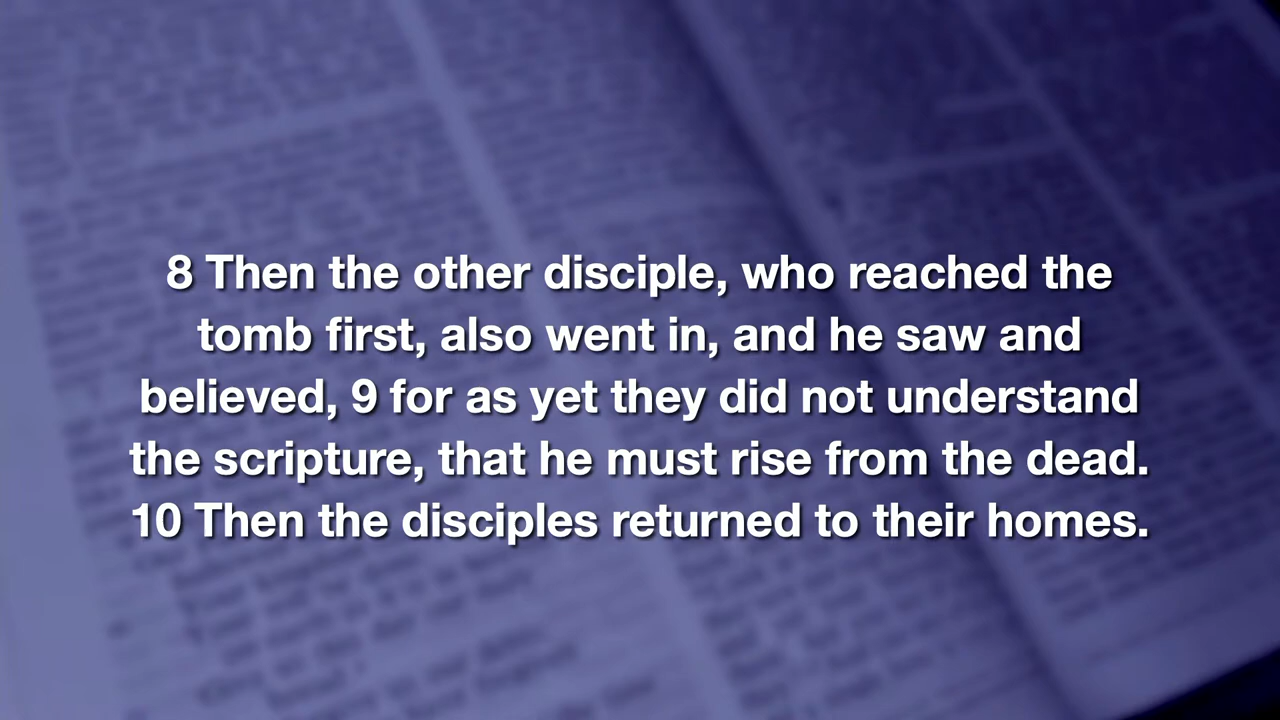 8 Then the other disciple, who reached the
tomb first, also went in, and he saw and
believed, 9 for as yet they did not understand
the scripture, that he must rise from the dead.
10 Then the disciples returned to their homes.